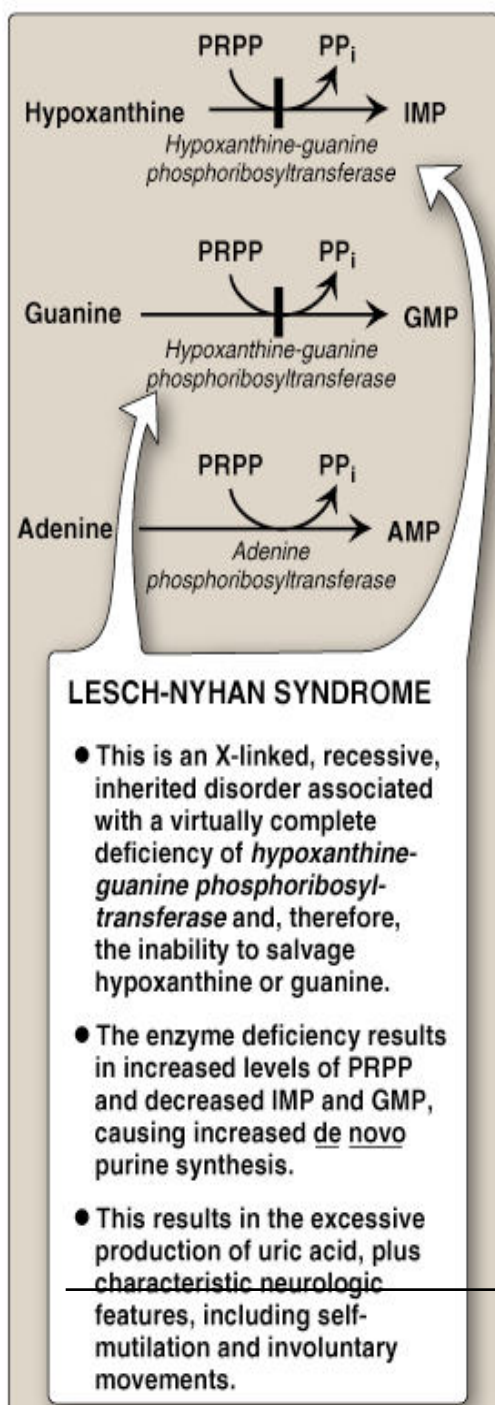 PRPP PPi
Hypoxanthine IMP
Hypoxanthine-guanine
phosphoribosyltransferase
PRPP PPi
Guanine GMP
Hypoxanthine-guanine
phosphoribosyltransferase
PRPP PPi
Adenine AMP
Adenine
phosphoribosyltransferase
LESCH-NYHAN SYNDROME
● This is an X-linked, recessive,
inherited disorder associated
with a virtually complete
deficiency of hypoxanthine-
guanine phosphoribosyl-
transferase and, therefore,
the inability to salvage
hypoxanthine or guanine.
● The enzyme deficiency results
in increased levels of PRPP
and decreased IMP and GMP,
causing increased de novo
purine synthesis.
● This results in the excessive
production of uric acid, plus
characteristic neurologic
features, including self-
mutilation and involuntary
movements.